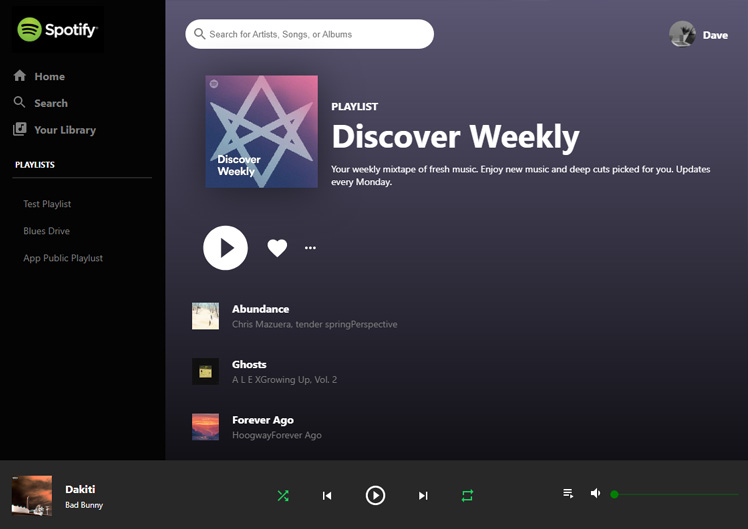 Spotify
Home
Search
Your Library
PLAYLISTS
Test Playlist
Blues Drive
App Public Playlust
Search for Artists, Songs, or Albums
Dave
Discover
Weekly
PLAYLIST
Discover Weekly
Your weekly mixtape of fresh music. Enjoy new music and deep cuts picked for you. Updates
every Monday.
Abundance
Chris Mazuera, tender springPerspective
Ghosts
A L E XGrowing Up, Vol. 2
Forever Ago
HoogwayForever Ago
Dakiti
Bad Bunny